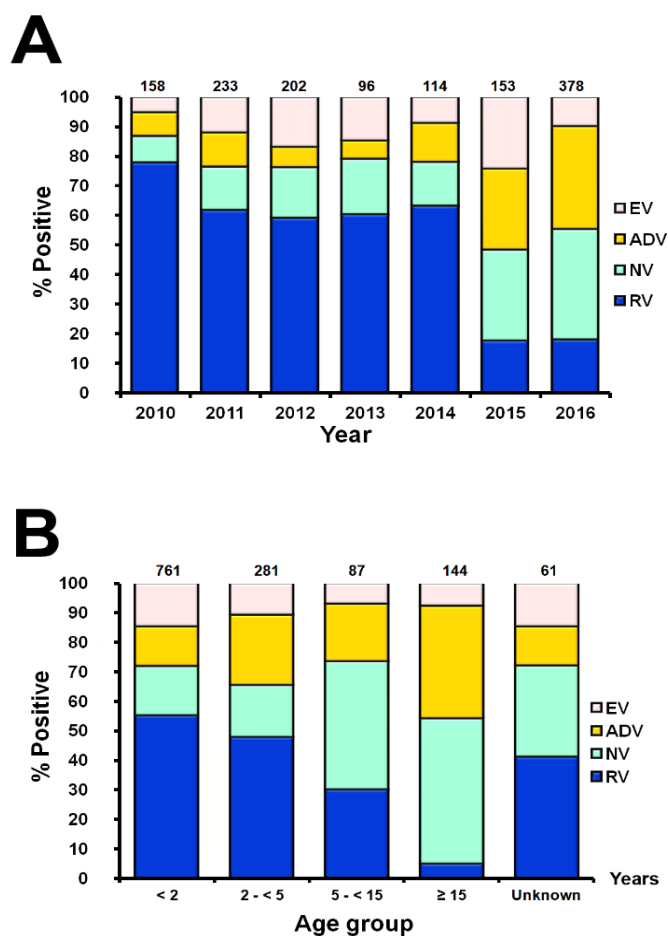 A
158 233 202 96 114 153 378
100
90
80
70
60
50
40
30
20
10
0
% Positive
EV
ADV
NV
RV
2010 2011 2012 2013 2014 2015 2016
Year
B
761 281 87 144 61
100
90
80
70
60
50
40
30
20
10
0
% Positive
EV
ADV
NV
RV
< 2 2 - < 5 5 - < 15 ≥ 15 Unknown Years
Age group